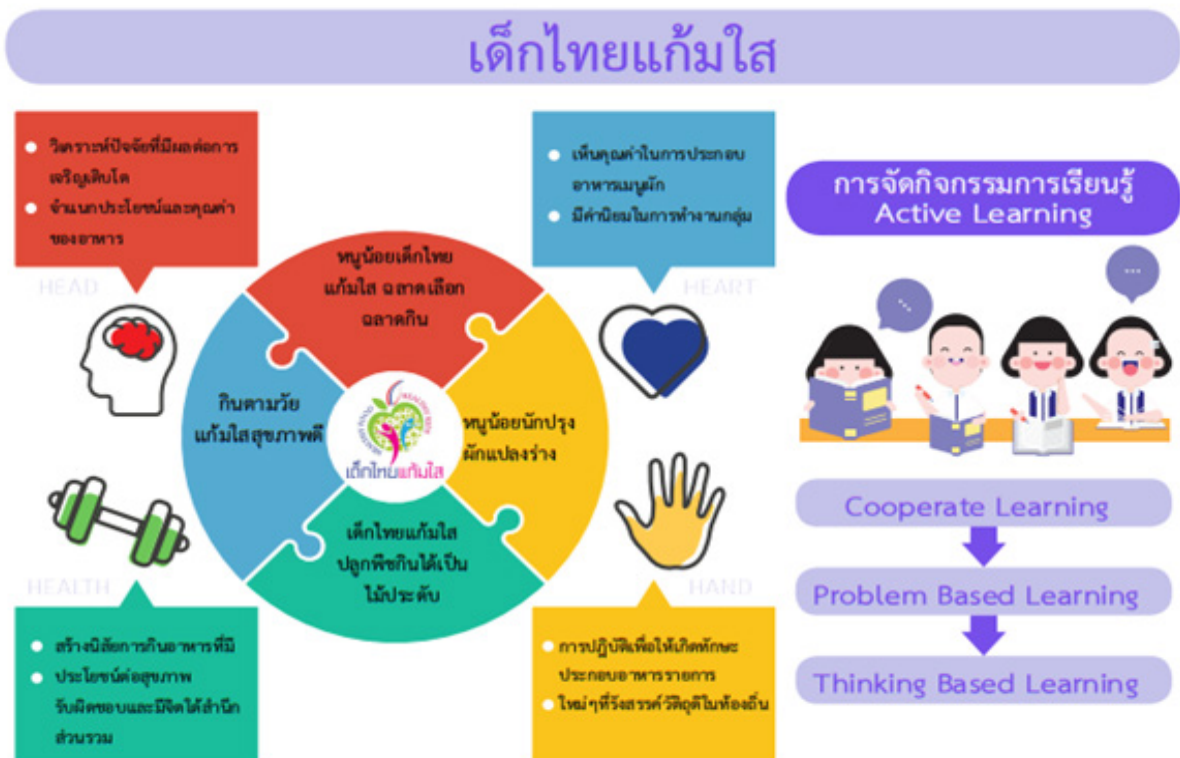 เด็กไทยแก้มใส
วิเคราะห์ปัจจัยที่มีผลต่อการ
เจริญเติบโต
จำแนกประโยชน์และคุณค่า
ของอาหาร
HEAD
เห็นคุณค่าในการประกอบ
อาหารเมนูผัก
มีค่านิยมในการทำงานกลุ่ม
HEART
หนูน้อยเด็กไทย
แก้มใส ฉลาดเลือก
ฉลาดกิน
กินตามวัย
แก้มใสสุขภาพดี
เด็กไทยแก้มใส
หนูน้อยนักปรุง
ผักแปลงร่าง
เด็กไทยแก้มใส
ปลูกพืชกินได้เป็น
ไม้ประดับ
HEALTH
สร้างนิสัยการกินอาหารที่มี
ประโยชน์ต่อสุขภาพ
รับผิดชอบและมีจิตใต้สำนึก
ส่วนรวม
HAND
การปฏิบัติเพื่อให้เกิดทักษะ
ประกอบอาหารรายการ
ใหม่ๆที่รังสรรค์วัติถุดิในท้องถิ่น
การจัดกิจกรรมการเรียนรู้
Active Learning
Cooperate Learning
Problem Based Learning
Thinking Based Learning